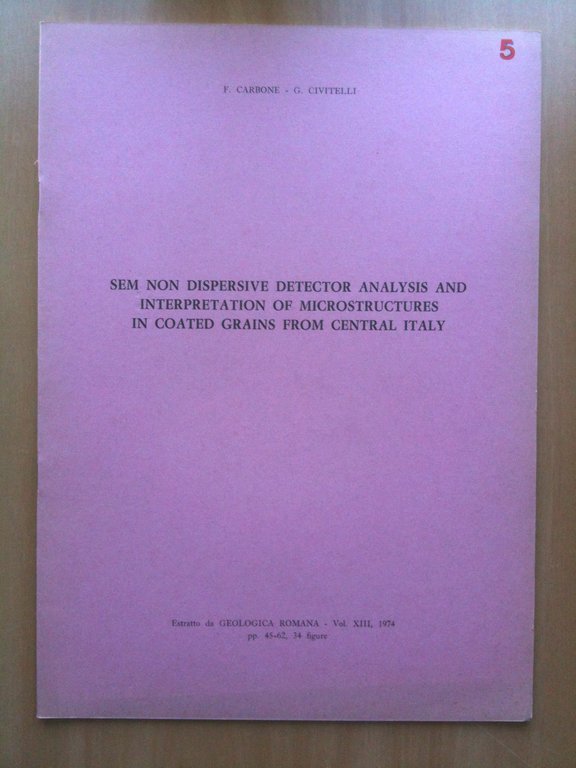 5
F. CARBONE - G. CIVITELLI
SEM NON DISPERSIVE DETECTOR ANALYSIS AND
INTERPRETATION OF MICROSTRUCTURES
IN COATED GRAINS FROM CENTRAL ITALY
Estratto da GEOLOGICA ROMANA - Vol. XIII, 1974
pp. 45-62, 34 figure